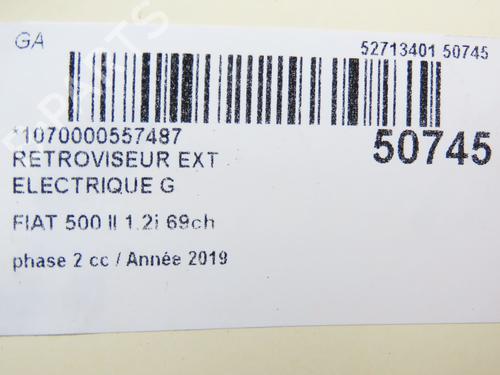 GA
52713401 50745
*1070000557487
50745
RETROVISEUR EXT
ELECTRIQUE G
FIAT 500 II 1.2i 69ch
phase 2 cc / Année 2019